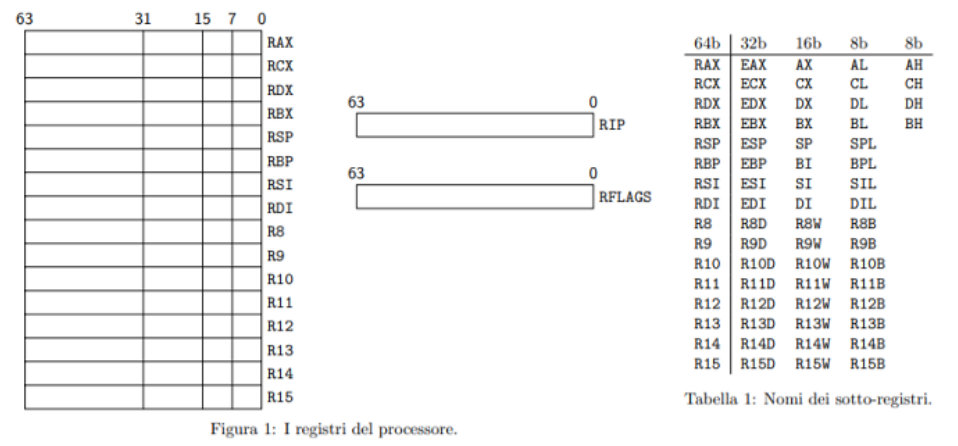 63 31 15 7 0
RAX
RCX
RDX
RBX
RSP
RBP
RSI
RDI
R8
R9
R10
R11
R12
R13
R14
R15
63 0
RIP
63 0
RFLAGS
Figura 1: I registri del processore.
64b 32b 16b 8b 8b
RAX EAX AX AL AH
RCX ECX CX CL CH
RDX EDX DX DL DH
RBX EBX BX BL BH
RSP ESP SP SPL
RBP EBP BI BPL
RSI ESI SI SIL
RDI EDI DI DIL
R8 R8D R8W R8B
R9 R9D R9W R9B
R10 R10D R10W R10B
R11 R11D R11W R11B
R12 R12D R12W R12B
R13 R13D R13W R13B
R14 R14D R14W R14B
R15 R15D R15W R15B
Tabella 1: Nomi dei sotto-registri.